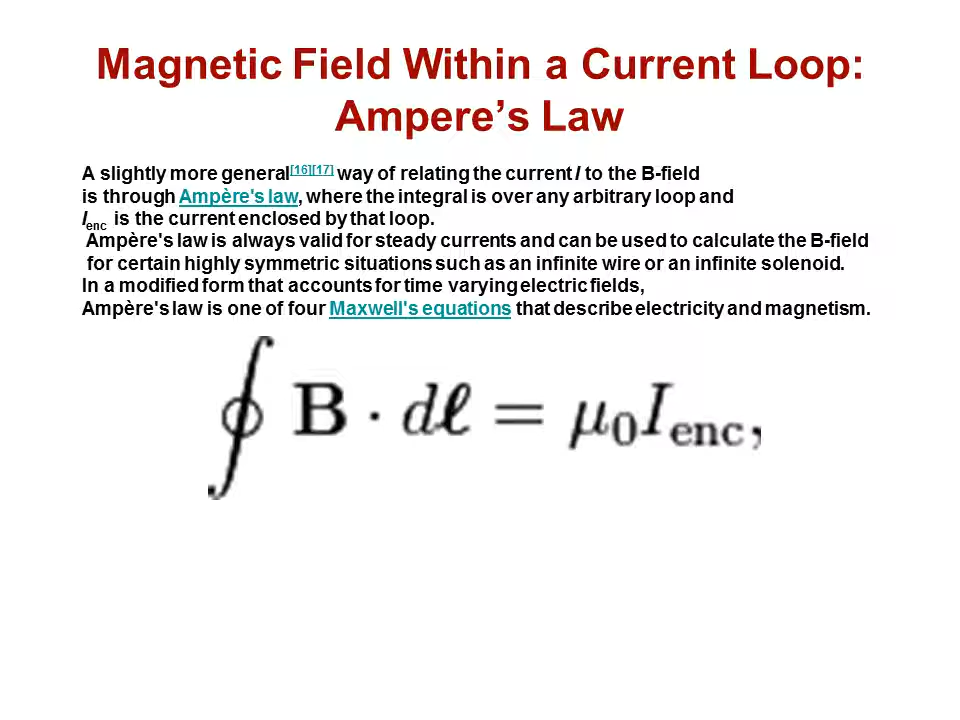 Magnetic Field Within a Current Loop:
Ampere's Law
A slightly more general[16][17] way of relating the current I to the B-field
is through Ampère's law, where the integral is over any arbitrary loop and
Ienc is the current enclosed by that loop.
Ampère's law is always valid for steady currents and can be used to calculate the B-field
for certain highly symmetric situations such as an infinite wire or an infinite solenoid.
In a modified form that accounts for time varying electric fields,
Ampère's law is one of four Maxwell's equations that describe electricity and magnetism.
∮ B · dℓ = μ₀Ienc,